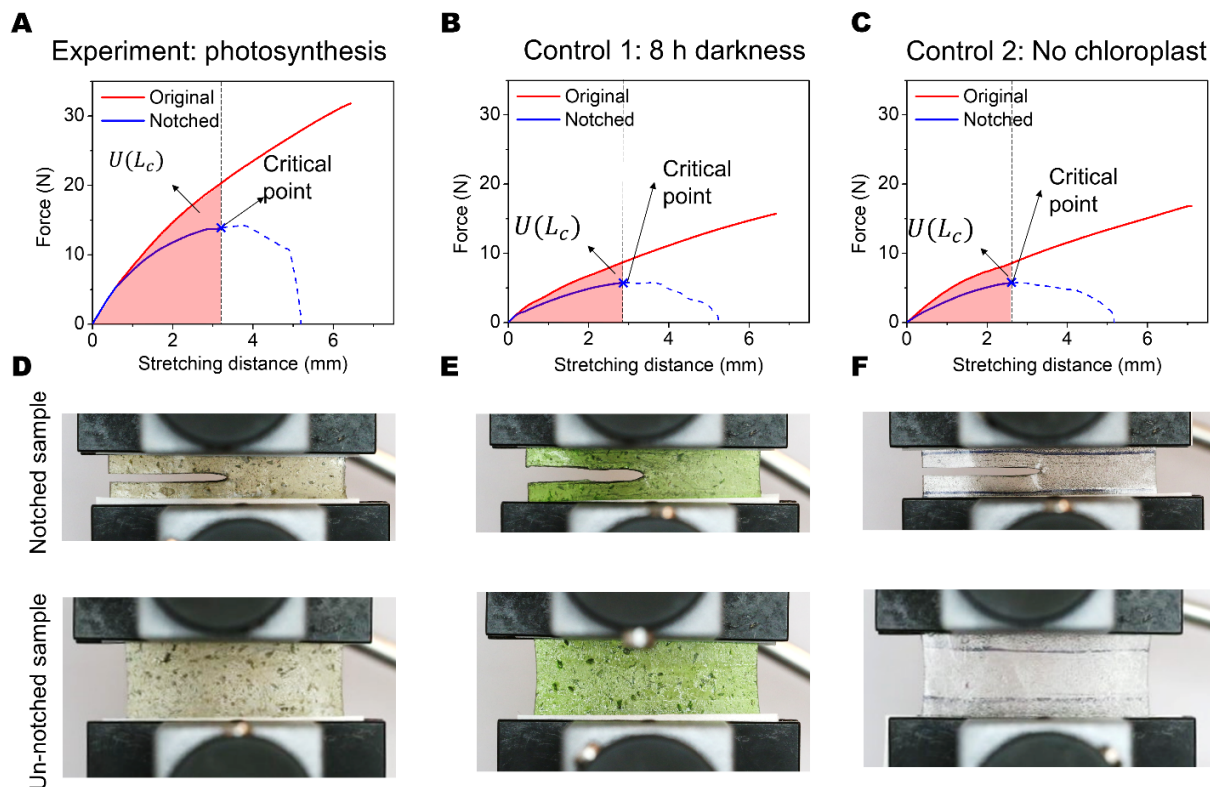 A
Experiment: photosynthesis
Original
Notched
U(L_c)
Critical
point
Force (N)
30
20
10
0
0 2 4 6
Stretching distance (mm)
B
Control 1: 8 h darkness
Original
Notched
U(L_c)
Critical
point
Force (N)
30
20
10
0
0 2 4 6
Stretching distance (mm)
C
Control 2: No chloroplast
Original
Notched
U(L_c)
Critical
point
Force (N)
30
20
10
0
0 2 4 6
Stretching distance (mm)
D
E
F
Notched sample
Un-notched sample